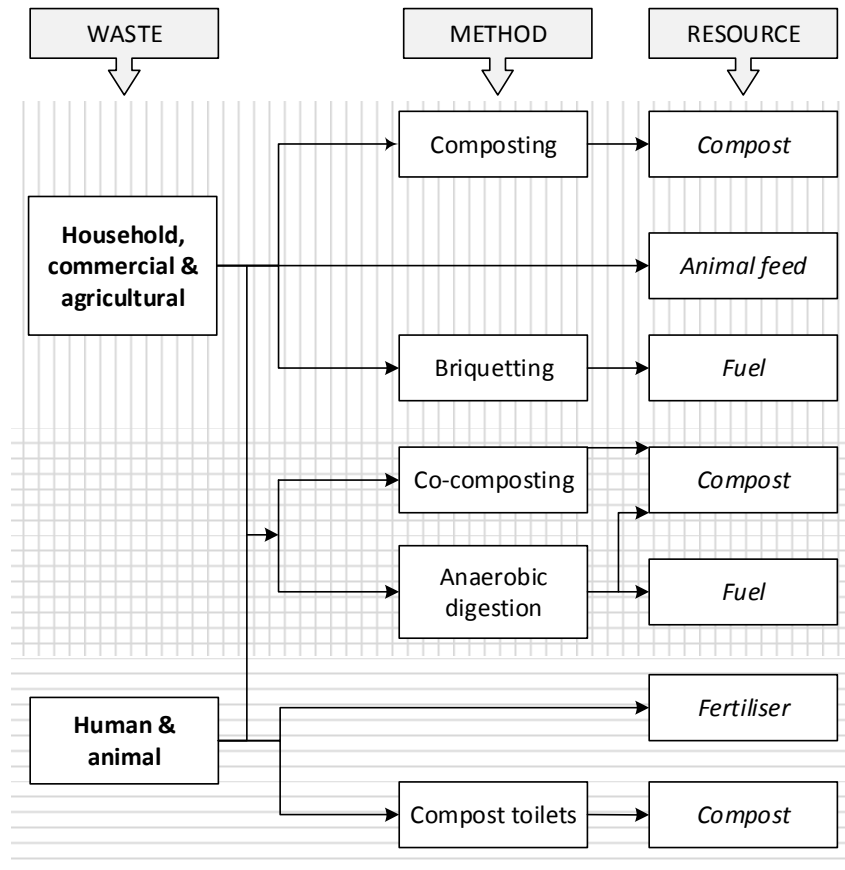 WASTE
METHOD
RESOURCE
Composting
Compost
Household,
commercial &
agricultural
Animal feed
Briquetting
Fuel
Co-composting
Compost
Anaerobic
digestion
Fuel
Human &
animal
Fertiliser
Compost toilets
Compost